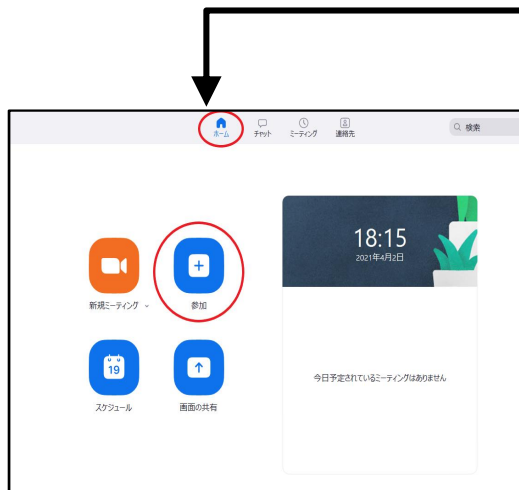 ホーム
チャット
ミーティング
連絡先
検索
18:15
2021年4月2日
新規ミーティング
参加
19
スケジュール
画面の共有
今日予定されているミーティングはありません